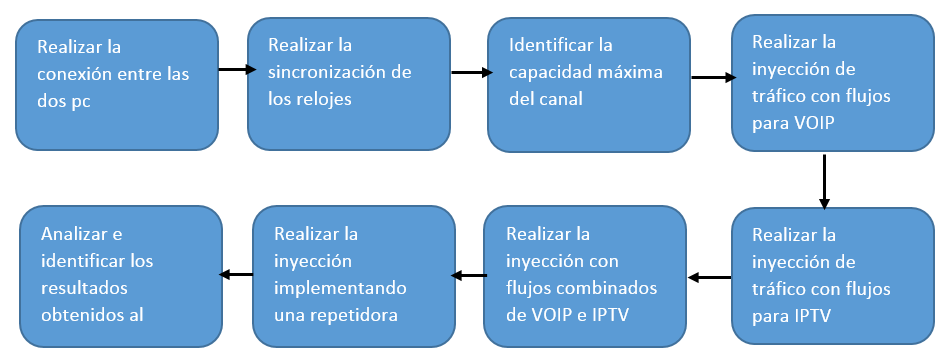 Realizar la
conexión entre las
dos pc
Realizar la
sincronización de
los relojes
Identificar la
capacidad máxima
del canal
Realizar la
inyección de
tráfico con flujos
para VOIP
Realizar la
inyección de
tráfico con flujos
para IPTV
Realizar la
inyección con
flujos combinados
de VOIP e IPTV
Realizar la
inyección
implementando
una repetidora
Analizar e
identificar los
resultados
obtenidos al